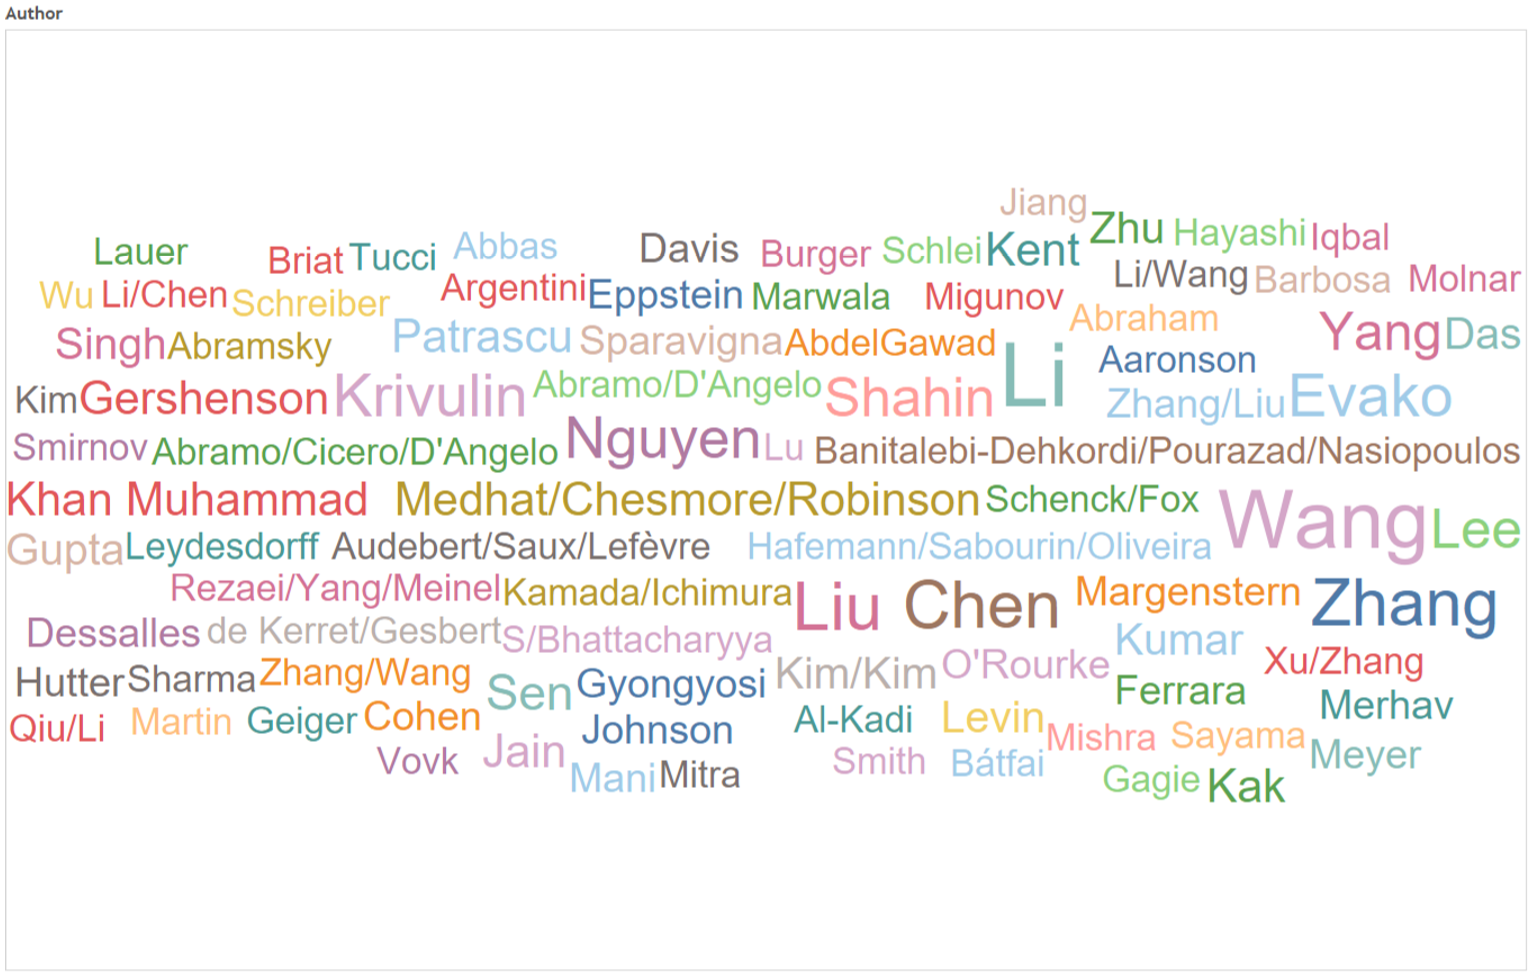 Author
Jiang
Lauer Briat Tucci Abbas Davis Burger Schlei Kent Zhu Hayashi Iqbal
Wu Li/Chen Schreiber Argentini Eppstein Marwala Migunov Li/Wang Barbosa Molnar
Singh Abramsky Patrascu Sparavigna AbdelGawad Li Abraham Aaronson Yang Das
Kim Gershenson Krivulin Abramo/D'Angelo Shahin Zhang/Liu Evako
Smirnov Abramo/Cicero/D'Angelo Nguyen Lu Banitalebi-Dehkordi/Pourazad/Nasiopoulos
Khan Muhammad Medhat/Chesmore/Robinson Schenck/Fox Wang Lee
Gupta Leydesdorff Audebert/Saux/Lefèvre Hafemann/Sabourin/Oliveira
Rezaei/Yang/Meinel Kamada/Ichimura Liu Chen Margenstern Zhang
Dessalles de Kerret/Gesbert S/Bhattacharyya Kumar
Hutter Sharma Zhang/Wang Sen Gyongyosi Kim/Kim O'Rourke Ferrara Xu/Zhang Merhav
Qiu/Li Martin Geiger Cohen Johnson Al-Kadi Levin Mishra Sayama Meyer
Vovk Jain Mani Mitra Smith Bátfai Gagie Kak